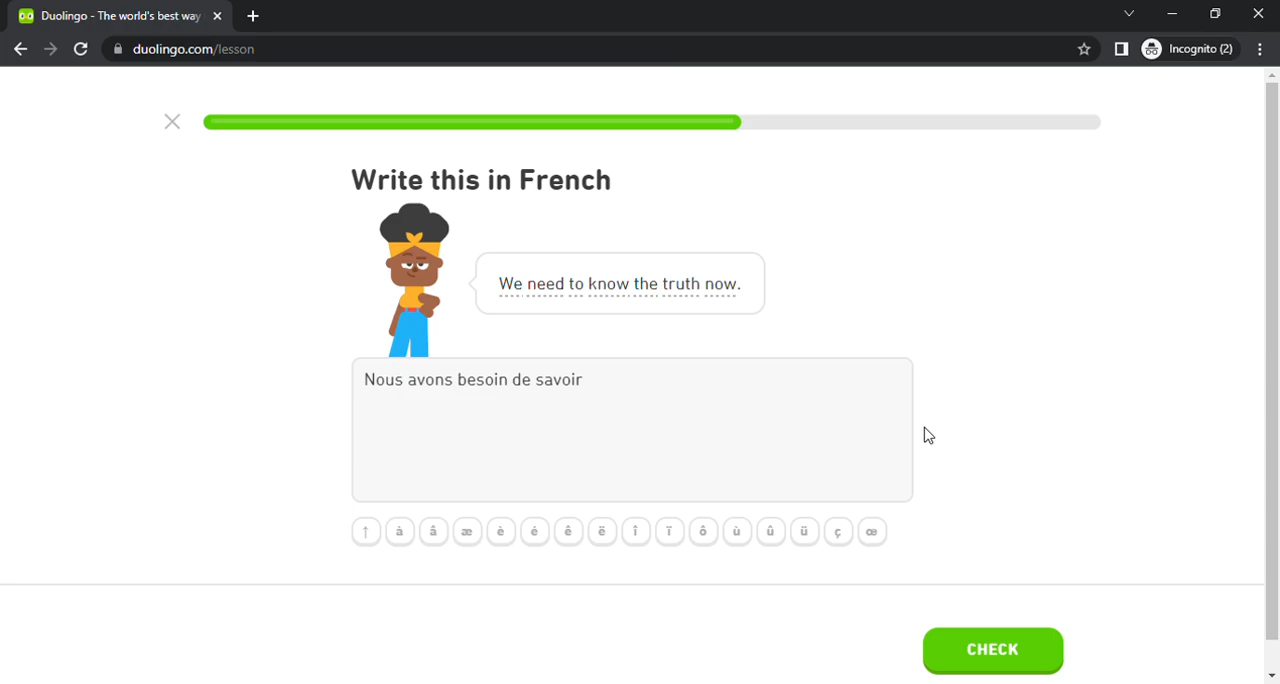 Duolingo - The world's best way
duolingo.com/lesson
Incognito (2)
Write this in French
We need to know the truth now.
Nous avons besoin de savoir
↑ à â æ è é ê ë î ï ô ù û ü ç œ
CHECK